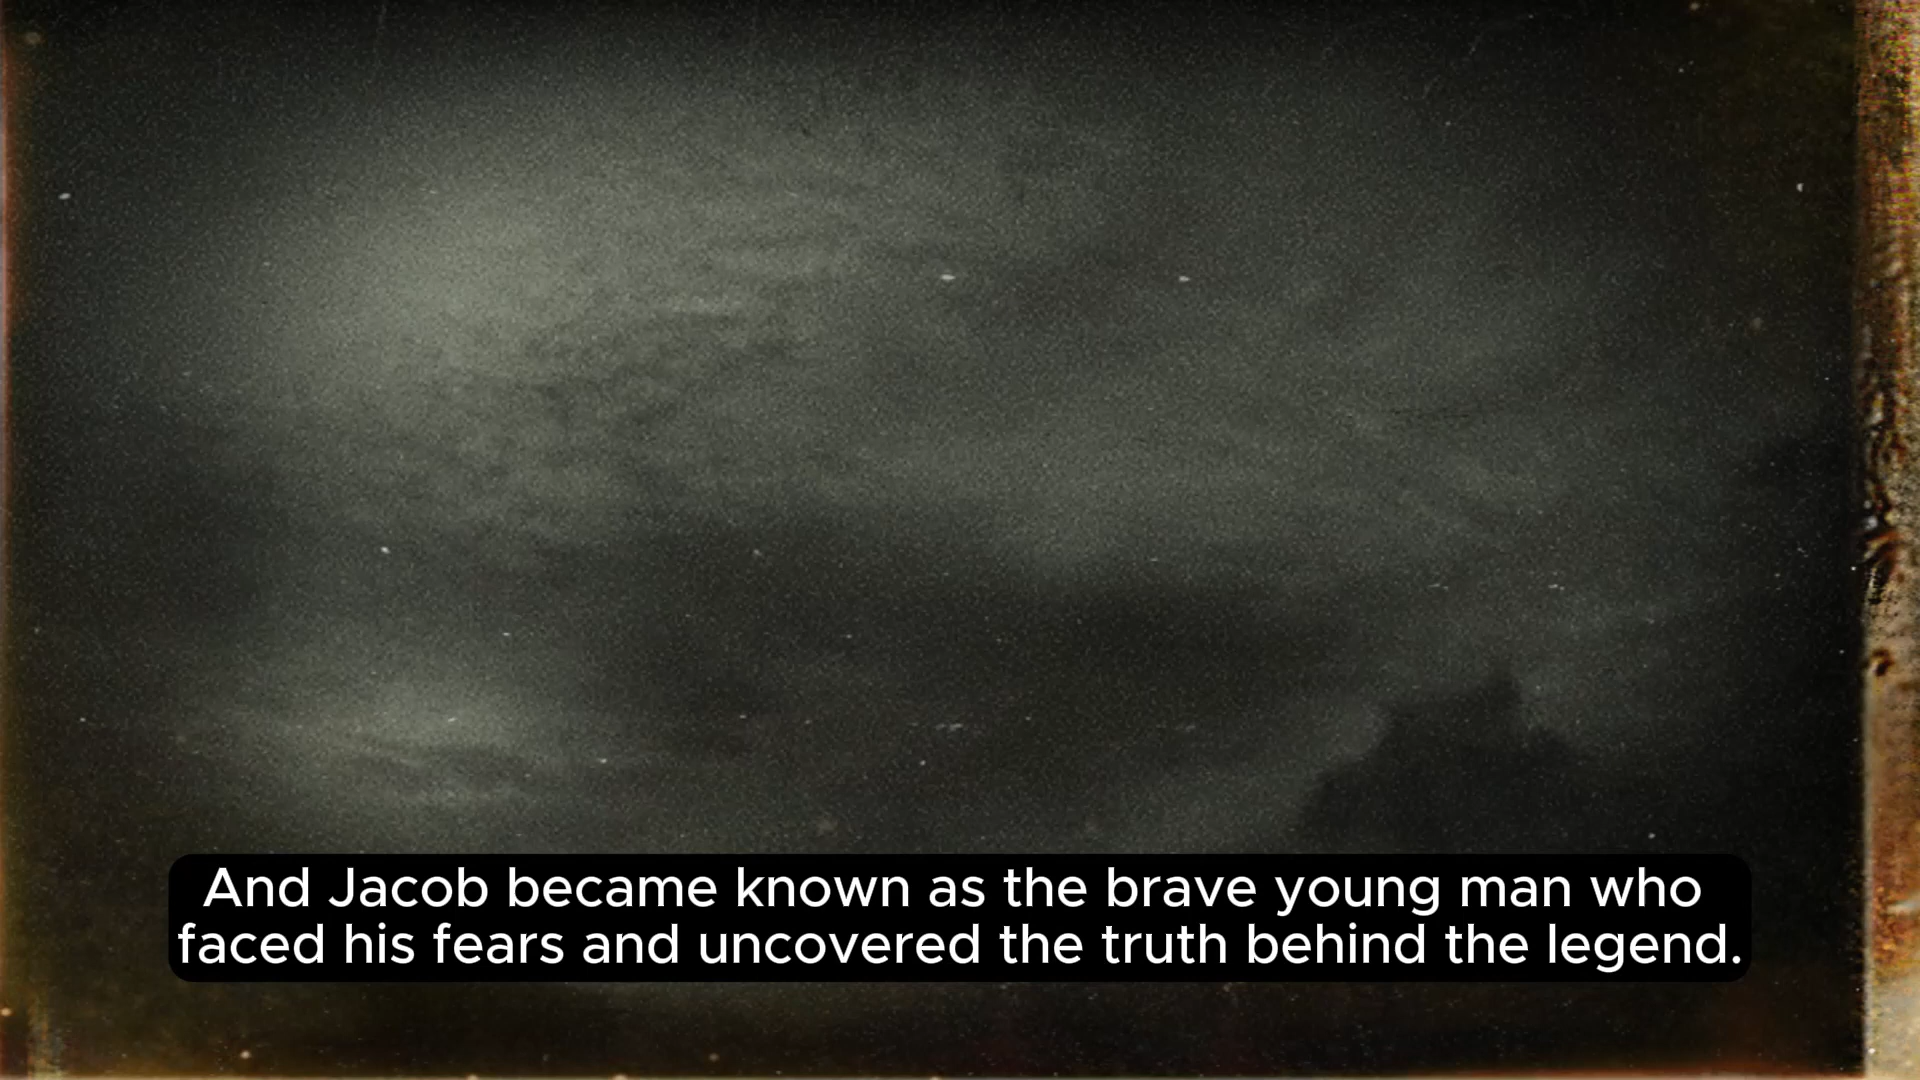 And Jacob became known as the brave young man who
faced his fears and uncovered the truth behind the legend.